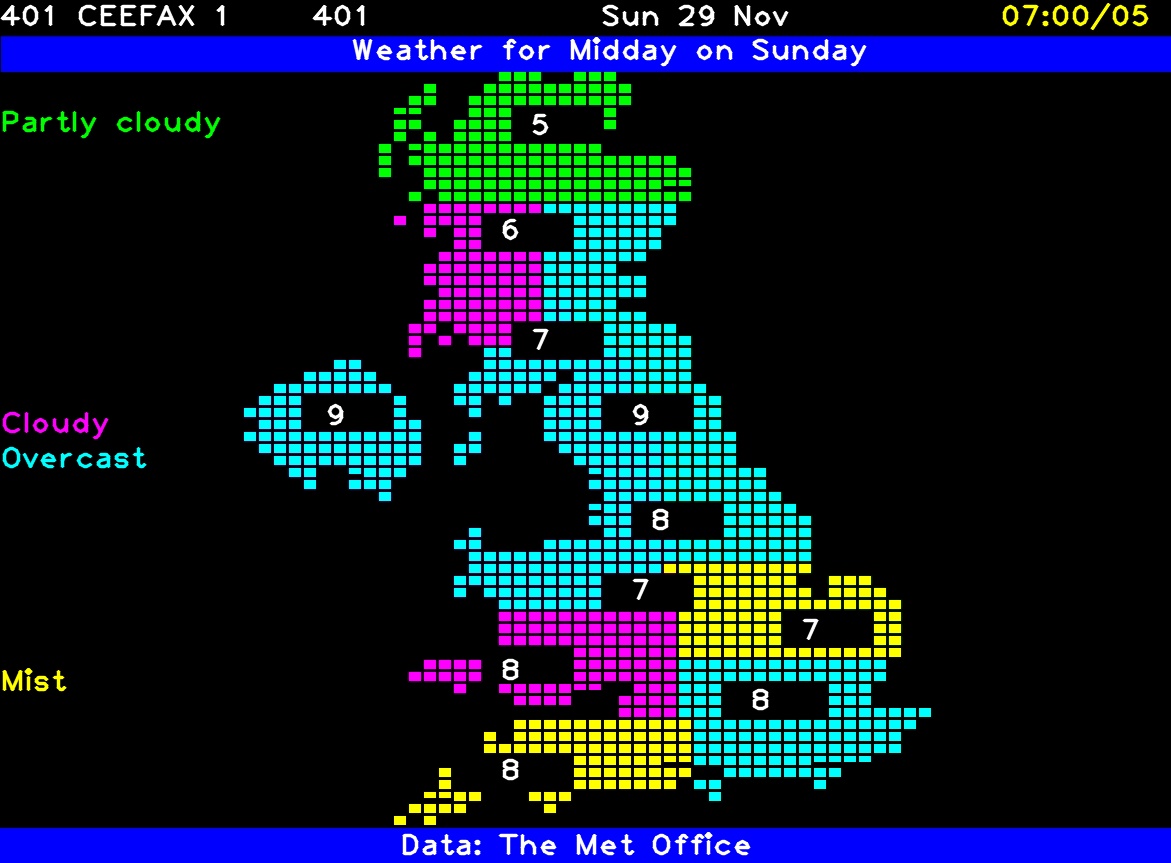 401 CEEFAX 1 401 Sun 29 Nov 07:00/05
Weather for Midday on Sunday
Partly cloudy
5
6
7
9 9
Cloudy
Overcast
8
7
7
8
Mist
8
8
Data: The Met Office